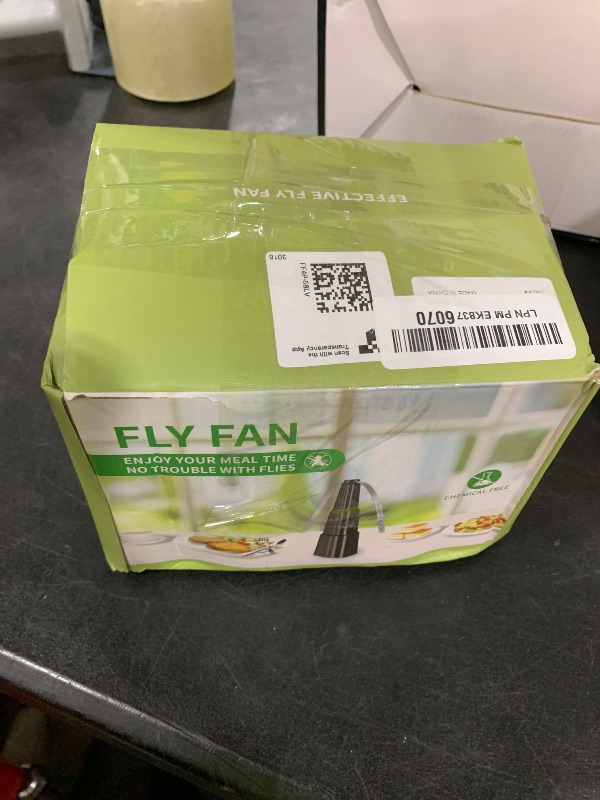 EFFECTIVE FLY FAN
3016
Scan with the
Transparency App
MADE IN CHINA
LPN PM EK837 6070
FLY FAN
ENJOY YOUR MEAL TIME
NO TROUBLE WITH FLIES
CHEMICAL FREE